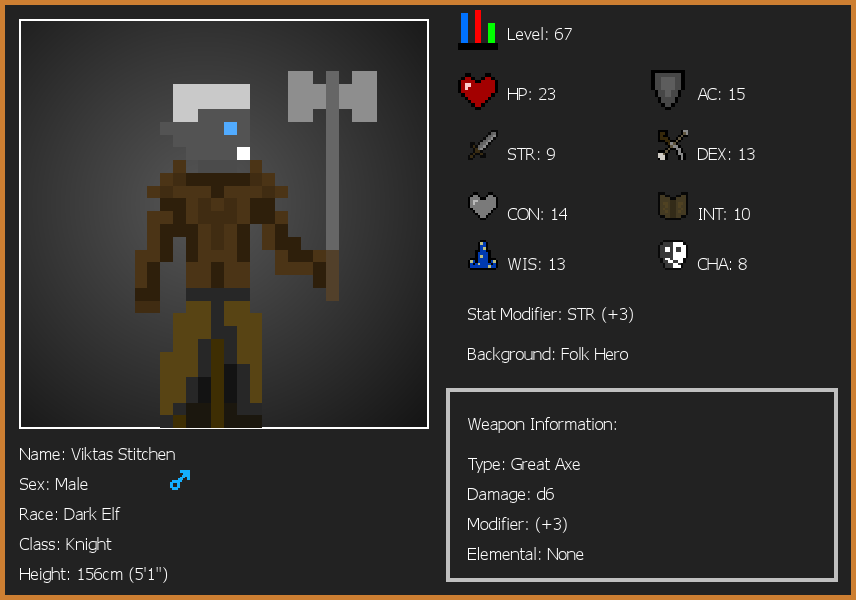 Level: 67
HP: 23
AC: 15
STR: 9
DEX: 13
CON: 14
INT: 10
WIS: 13
CHA: 8
Stat Modifier: STR (+3)
Background: Folk Hero
Weapon Information:
Type: Great Axe
Damage: d6
Modifier: (+3)
Elemental: None
Name: Viktas Stitchen
Sex: Male
Race: Dark Elf
Class: Knight
Height: 156cm (5'1")